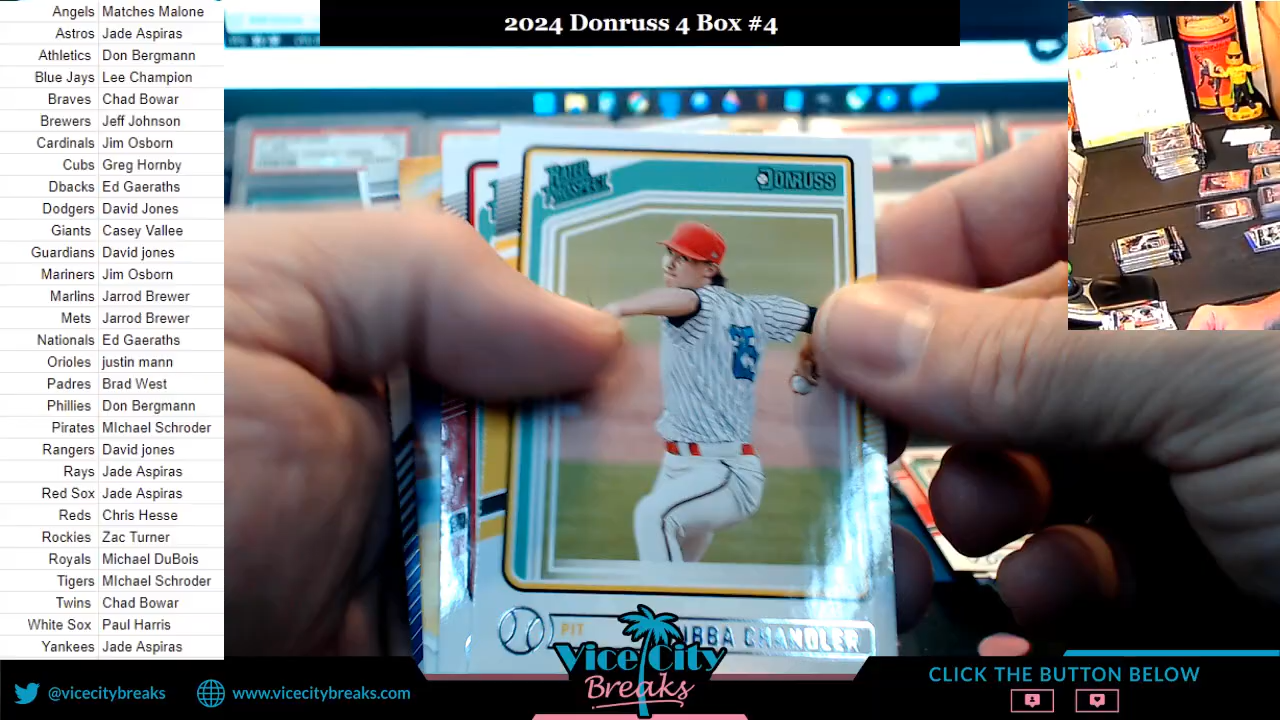 2024 Donruss 4 Box #4
Angels Matches Malone
Astros Jade Aspiras
Athletics Don Bergmann
Blue Jays Lee Champion
Braves Chad Bowar
Brewers Jeff Johnson
Cardinals Jim Osborn
Cubs Greg Hornby
Dbacks Ed Gaeraths
Dodgers David Jones
Giants Casey Vallee
Guardians David jones
Mariners Jim Osborn
Marlins Jarrod Brewer
Mets Jarrod Brewer
Nationals Ed Gaeraths
Orioles justin mann
Padres Brad West
Phillies Don Bergmann
Pirates MIchael Schroder
Rangers David jones
Rays Jade Aspiras
Red Sox Jade Aspiras
Reds Chris Hesse
Rockies Zac Turner
Royals Michael DuBois
Tigers MIchael Schroder
Twins Chad Bowar
White Sox Paul Harris
Yankees Jade Aspiras
RATED PROSPECT
DONRUSS
PIT
CHANDLER
Vice City
Breaks
@vicecitybreaks
www.vicecitybreaks.com
CLICK THE BUTTON BELOW